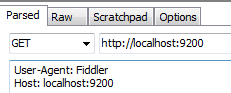 Parsed Raw Scratchpad Options
GET http://localhost:9200
User-Agent: Fiddler
Host: localhost:9200